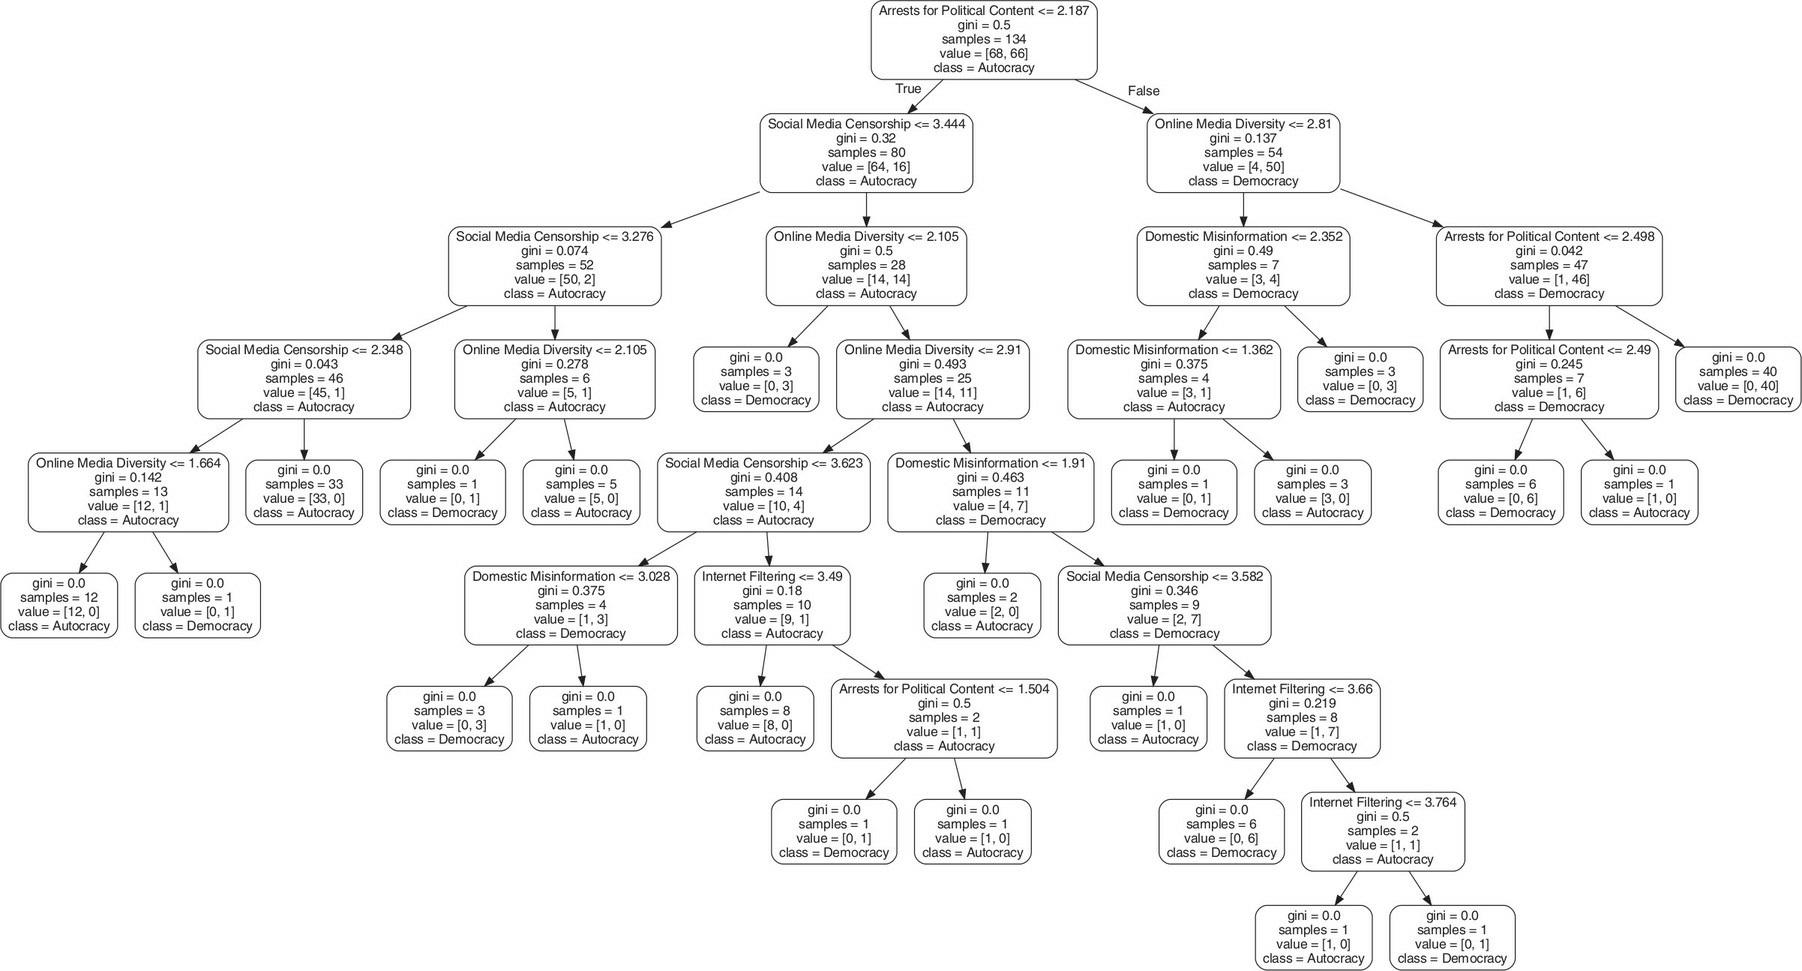 Arrests for Political Content <= 2.187
gini = 0.5
samples = 134
value = [68, 66]
class = Autocracy
True
False
Social Media Censorship <= 3.444
gini = 0.32
samples = 80
value = [64, 16]
class = Autocracy
Online Media Diversity <= 2.81
gini = 0.137
samples = 54
value = [4, 50]
class = Democracy
Social Media Censorship <= 3.276
gini = 0.074
samples = 52
value = [50, 2]
class = Autocracy
Online Media Diversity <= 2.105
gini = 0.5
samples = 28
value = [14, 14]
class = Autocracy
Domestic Misinformation <= 2.352
gini = 0.49
samples = 7
value = [3, 4]
class = Democracy
Arrests for Political Content <= 2.498
gini = 0.042
samples = 47
value = [1, 46]
class = Democracy
Social Media Censorship <= 2.348
gini = 0.043
samples = 46
value = [45, 1]
class = Autocracy
Online Media Diversity <= 2.105
gini = 0.278
samples = 6
value = [5, 1]
class = Autocracy
gini = 0.0
samples = 3
value = [0, 3]
class = Democracy
Online Media Diversity <= 2.91
gini = 0.493
samples = 25
value = [14, 11]
class = Autocracy
Domestic Misinformation <= 1.362
gini = 0.375
samples = 4
value = [3, 1]
class = Autocracy
gini = 0.0
samples = 3
value = [0, 3]
class = Democracy
Arrests for Political Content <= 2.49
gini = 0.245
samples = 7
value = [1, 6]
class = Democracy
gini = 0.0
samples = 40
value = [0, 40]
class = Democracy
Online Media Diversity <= 1.664
gini = 0.142
samples = 13
value = [12, 1]
class = Autocracy
gini = 0.0
samples = 33
value = [33, 0]
class = Autocracy
gini = 0.0
samples = 1
value = [0, 1]
class = Democracy
gini = 0.0
samples = 5
value = [5, 0]
class = Autocracy
Social Media Censorship <= 3.623
gini = 0.408
samples = 14
value = [10, 4]
class = Autocracy
Domestic Misinformation <= 1.91
gini = 0.463
samples = 11
value = [4, 7]
class = Democracy
gini = 0.0
samples = 1
value = [0, 1]
class = Democracy
gini = 0.0
samples = 3
value = [3, 0]
class = Autocracy
gini = 0.0
samples = 6
value = [0, 6]
class = Democracy
gini = 0.0
samples = 1
value = [1, 0]
class = Autocracy
gini = 0.0
samples = 12
value = [12, 0]
class = Autocracy
gini = 0.0
samples = 1
value = [0, 1]
class = Democracy
Domestic Misinformation <= 3.028
gini = 0.375
samples = 4
value = [1, 3]
class = Democracy
Internet Filtering <= 3.49
gini = 0.18
samples = 10
value = [9, 1]
class = Autocracy
gini = 0.0
samples = 2
value = [2, 0]
class = Autocracy
Social Media Censorship <= 3.582
gini = 0.346
samples = 9
value = [2, 7]
class = Democracy
gini = 0.0
samples = 3
value = [0, 3]
class = Democracy
gini = 0.0
samples = 1
value = [1, 0]
class = Autocracy
gini = 0.0
samples = 8
value = [8, 0]
class = Autocracy
Arrests for Political Content <= 1.504
gini = 0.5
samples = 2
value = [1, 1]
class = Autocracy
gini = 0.0
samples = 1
value = [1, 0]
class = Autocracy
Internet Filtering <= 3.66
gini = 0.219
samples = 8
value = [1, 7]
class = Democracy
gini = 0.0
samples = 1
value = [0, 1]
class = Democracy
gini = 0.0
samples = 1
value = [1, 0]
class = Autocracy
gini = 0.0
samples = 6
value = [0, 6]
class = Democracy
Internet Filtering <= 3.764
gini = 0.5
samples = 2
value = [1, 1]
class = Autocracy
gini = 0.0
samples = 1
value = [1, 0]
class = Autocracy
gini = 0.0
samples = 1
value = [0, 1]
class = Democracy